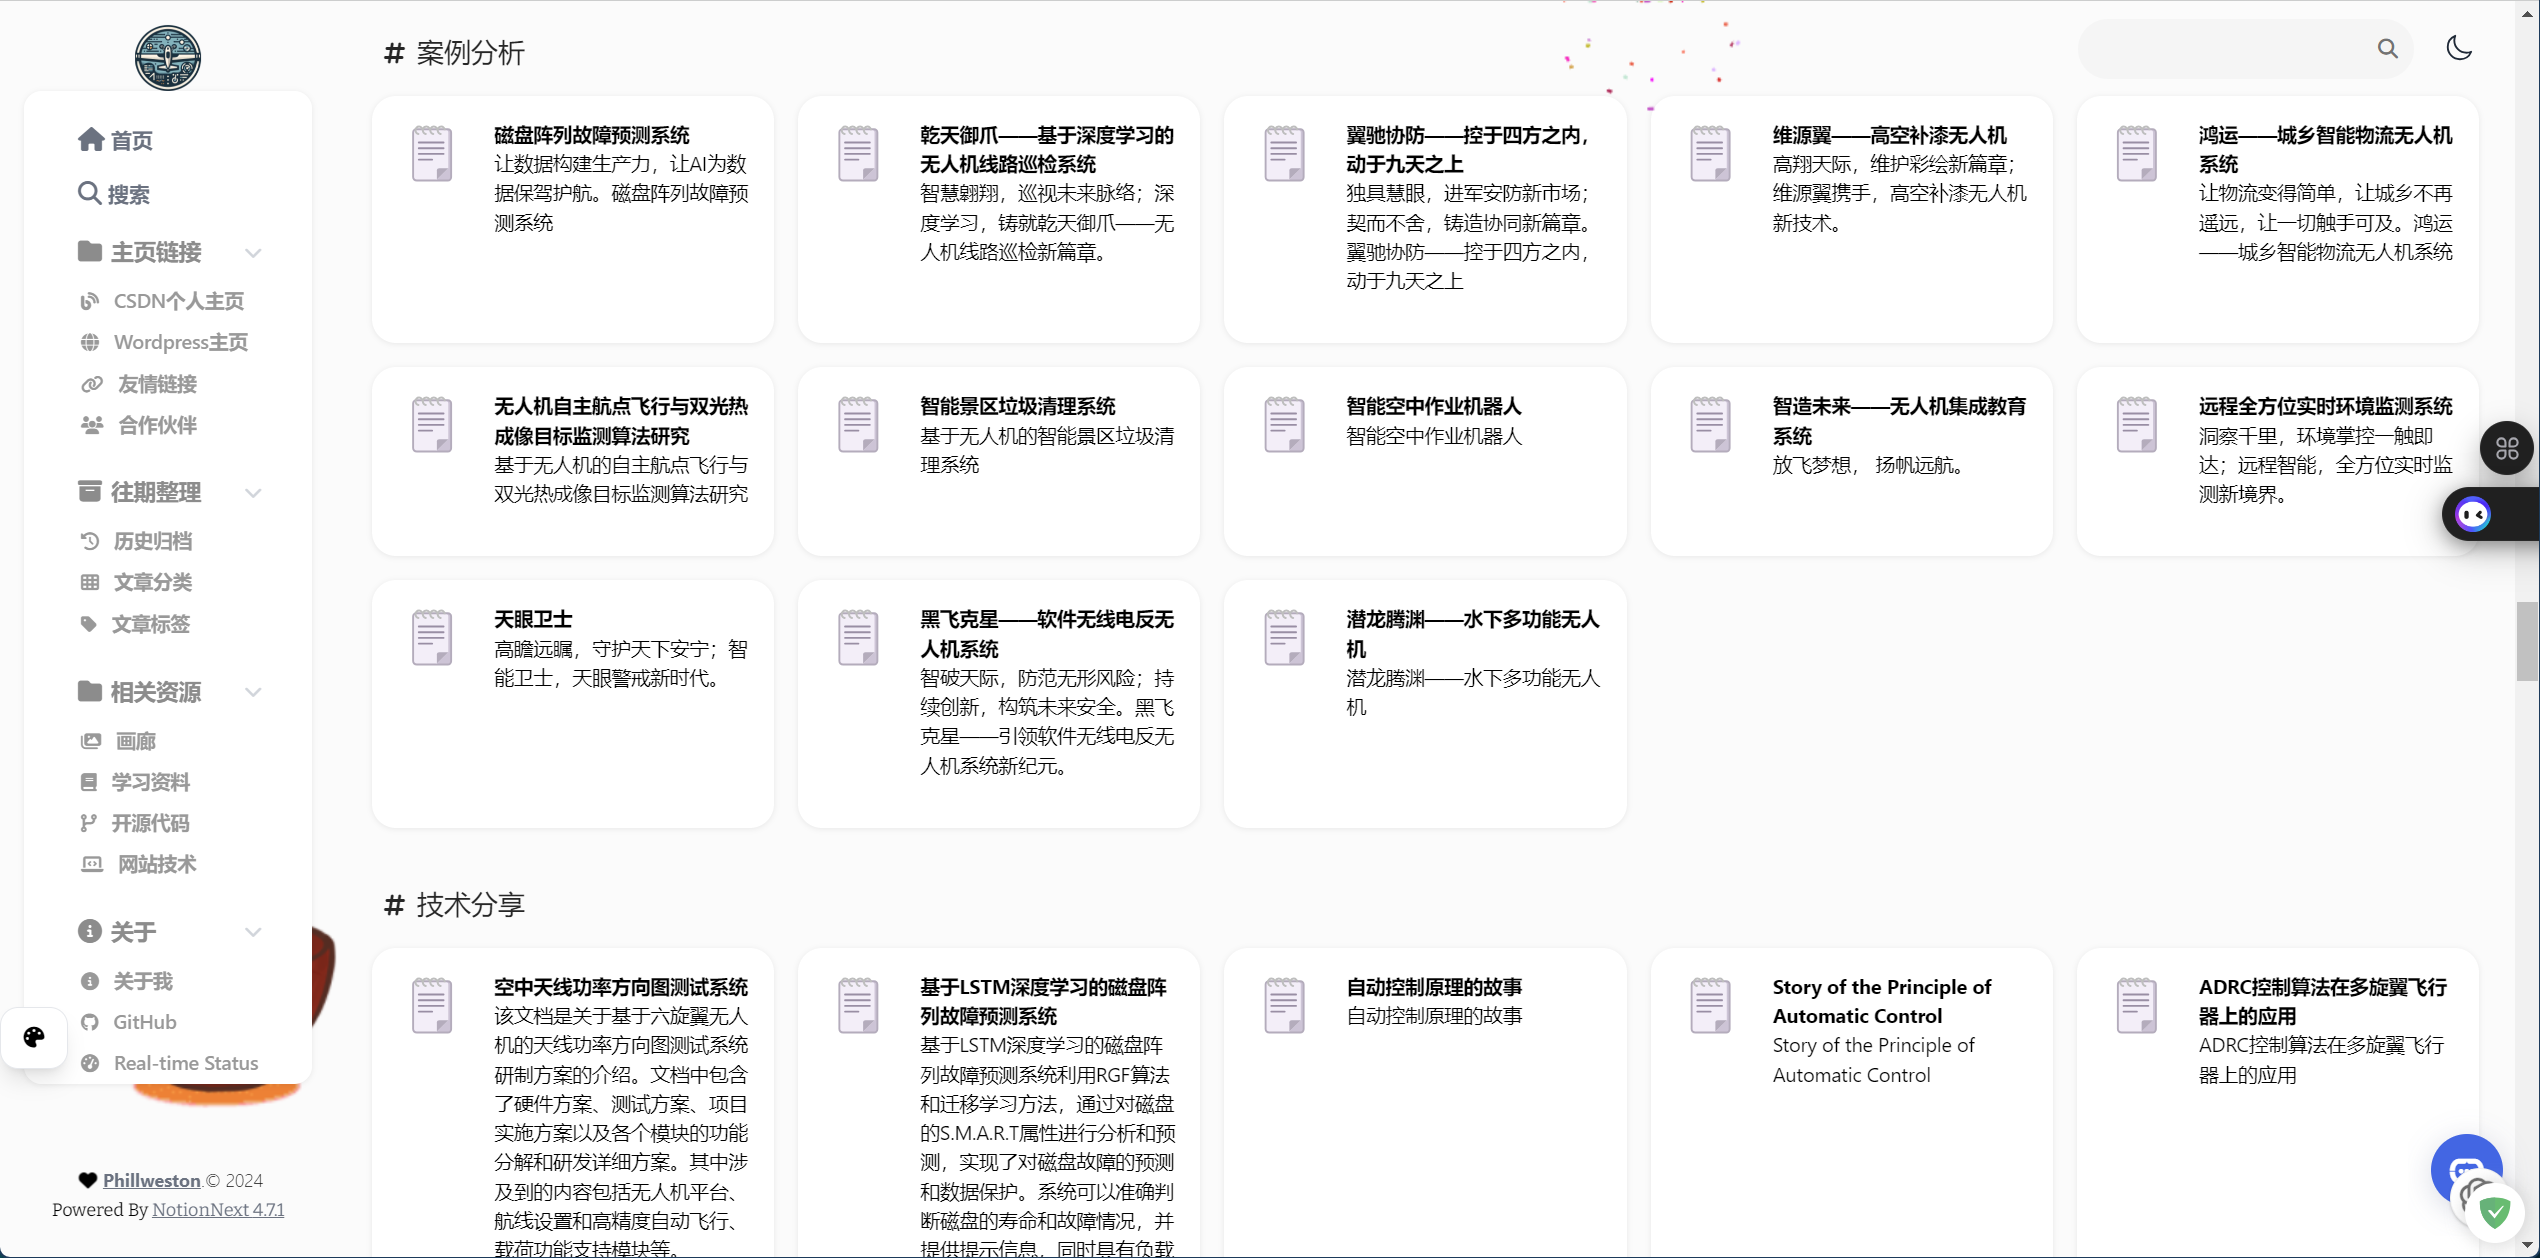 首页
搜索
主页链接
CSDN个人主页
Wordpress主页
友情链接
合作伙伴
往期整理
历史归档
文章分类
文章标签
相关资源
画廊
学习资料
开源代码
网站技术
关于
关于我
GitHub
Real-time Status
Phillweston.© 2024
Powered By NotionNext 4.7.1
# 案例分析
磁盘阵列故障预测系统
让数据构建生产力，让AI为数
据保驾护航。磁盘阵列故障预
测系统
乾天御爪——基于深度学习的
无人机线路巡检系统
智慧翱翔，巡视未来脉络；深
度学习，铸就乾天御爪——无
人机线路巡检新篇章。
翼驰协防——控于四方之内，
动于九天之上
独具慧眼，进军安防新市场；
契而不舍，铸造协同新篇章。
翼驰协防——控于四方之内，
动于九天之上
维源翼——高空补漆无人机
高翔天际，维护彩绘新篇章；
维源翼携手，高空补漆无人机
新技术。
鸿运——城乡智能物流无人机
系统
让物流变得简单，让城乡不再
遥远，让一切触手可及。鸿运
——城乡智能物流无人机系统
无人机自主航点飞行与双光热
成像目标监测算法研究
基于无人机的自主航点飞行与
双光热成像目标监测算法研究
智能景区垃圾清理系统
基于无人机的智能景区垃圾清
理系统
智能空中作业机器人
智能空中作业机器人
智造未来——无人机集成教育
系统
放飞梦想， 扬帆远航。
远程全方位实时环境监测系统
洞察千里，环境掌控一触即
达；远程智能，全方位实时监
测新境界。
天眼卫士
高瞻远瞩，守护天下安宁；智
能卫士，天眼警戒新时代。
黑飞克星——软件无线电反无
人机系统
智破天际，防范无形风险；持
续创新，构筑未来安全。黑飞
克星——引领软件无线电反无
人机系统新纪元。
潜龙腾渊——水下多功能无人
机
潜龙腾渊——水下多功能无人
机
# 技术分享
空中天线功率方向图测试系统
该文档是关于基于六旋翼无人
机的天线功率方向图测试系统
研制方案的介绍。文档中包含
了硬件方案、测试方案、项目
实施方案以及各个模块的功能
分解和研发详细方案。其中涉
及到的内容包括无人机平台、
航线设置和高精度自动飞行、
载荷功能支持模块等。
基于LSTM深度学习的磁盘阵
列故障预测系统
基于LSTM深度学习的磁盘阵
列故障预测系统利用RGF算法
和迁移学习方法，通过对磁盘
的S.M.A.R.T属性进行分析和预
测，实现了对磁盘故障的预测
和数据保护。系统可以准确判
断磁盘的寿命和故障情况，并
提供提示信息，同时具有负载
自动控制原理的故事
自动控制原理的故事
Story of the Principle of
Automatic Control
Story of the Principle of
Automatic Control
ADRC控制算法在多旋翼飞行
器上的应用
ADRC控制算法在多旋翼飞行
器上的应用